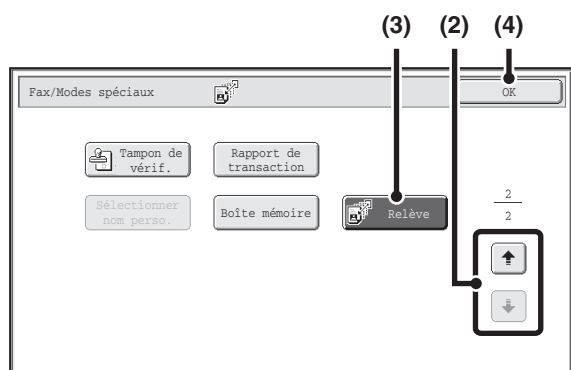 (3) (2) (4)
Fax/Modes spéciaux
OK
Tampon de
vérif.
Rapport de
transaction
Sélectionner
nom perso.
Boîte mémoire
Relève
2
2